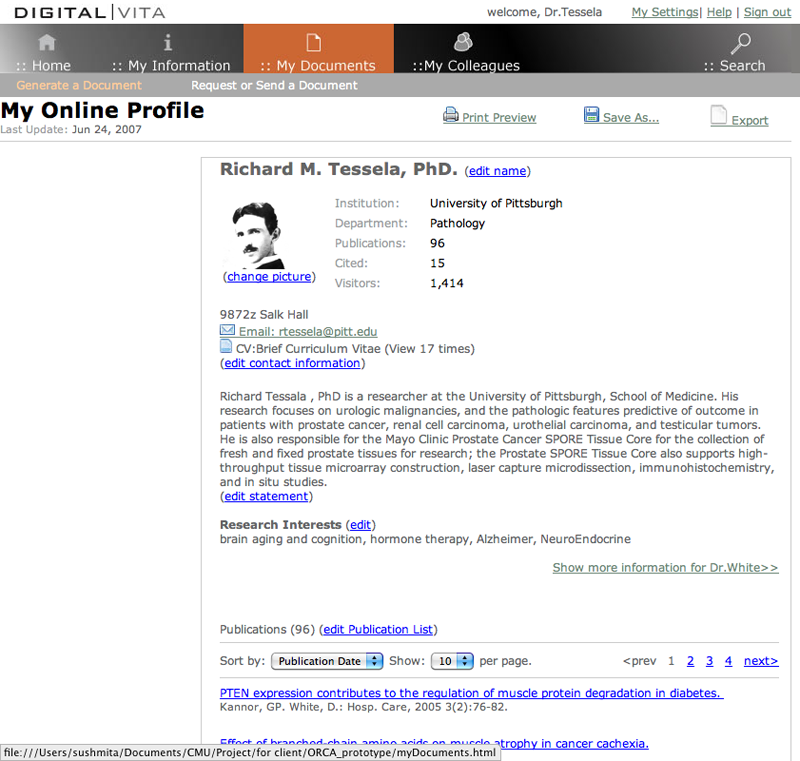 DIGITAL|VITA
welcome, Dr.Tessela
My Settings| Help | Sign out
:: Home
:: My Information
:: My Documents
::My Colleagues
:: Search
Generate a Document
Request or Send a Document
My Online Profile
Last Update: Jun 24, 2007
Print Preview
Save As...
Export
Richard M. Tessela, PhD. (edit name)
Institution: University of Pittsburgh
Department: Pathology
Publications: 96
Cited: 15
Visitors: 1,414
(change picture)
9872z Salk Hall
Email: rtessela@pitt.edu
CV:Brief Curriculum Vitae (View 17 times)
(edit contact information)
Richard Tessala , PhD is a researcher at the University of Pittsburgh, School of Medicine. His
research focuses on urologic malignancies, and the pathologic features predictive of outcome in
patients with prostate cancer, renal cell carcinoma, urothelial carcinoma, and testicular tumors.
He is also responsible for the Mayo Clinic Prostate Cancer SPORE Tissue Core for the collection of
fresh and fixed prostate tissues for research; the Prostate SPORE Tissue Core also supports high-
throughput tissue microarray construction, laser capture microdissection, immunohistochemistry,
and in situ studies.
(edit statement)
Research Interests (edit)
brain aging and cognition, hormone therapy, Alzheimer, NeuroEndocrine
Show more information for Dr.White>>
Publications (96) (edit Publication List)
Sort by: Publication Date Show: 10 per page.
<prev 1 2 3 4 next>
PTEN expression contributes to the regulation of muscle protein degradation in diabetes.
Kannor, GP. White, D.: Hosp. Care, 2005 3(2):76-82.
Effect of branched-chain amino acids on muscle atrophy in cancer cachexia.
file:///Users/sushmita/Documents/CMU/Project/for client/ORCA_prototype/myDocuments.html